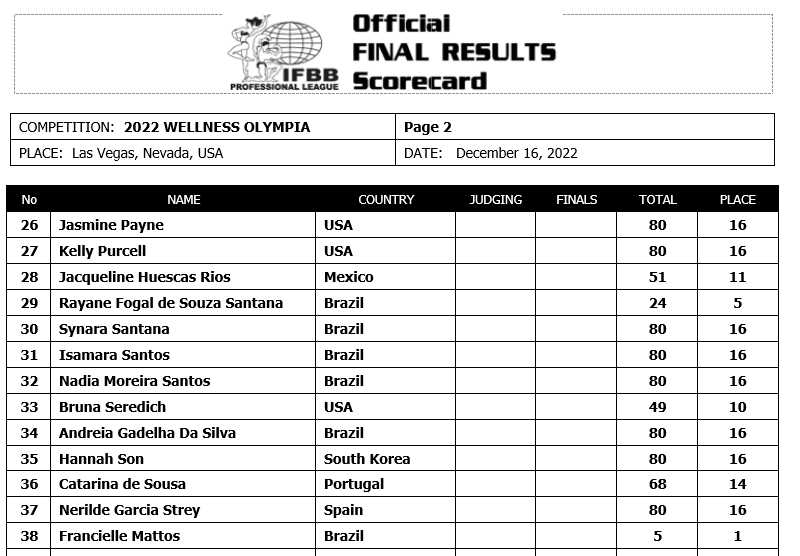 Official
FINAL RESULTS
Scorecard
IFBB
PROFESSIONAL LEAGUE
COMPETITION: 2022 WELLNESS OLYMPIA Page 2
PLACE: Las Vegas, Nevada, USA DATE: December 16, 2022
No NAME COUNTRY JUDGING FINALS TOTAL PLACE
26 Jasmine Payne USA 80 16
27 Kelly Purcell USA 80 16
28 Jacqueline Huescas Rios Mexico 51 11
29 Rayane Fogal de Souza Santana Brazil 24 5
30 Synara Santana Brazil 80 16
31 Isamara Santos Brazil 80 16
32 Nadia Moreira Santos Brazil 80 16
33 Bruna Seredich USA 49 10
34 Andreia Gadelha Da Silva Brazil 80 16
35 Hannah Son South Korea 80 16
36 Catarina de Sousa Portugal 68 14
37 Nerilde Garcia Strey Spain 80 16
38 Francielle Mattos Brazil 5 1